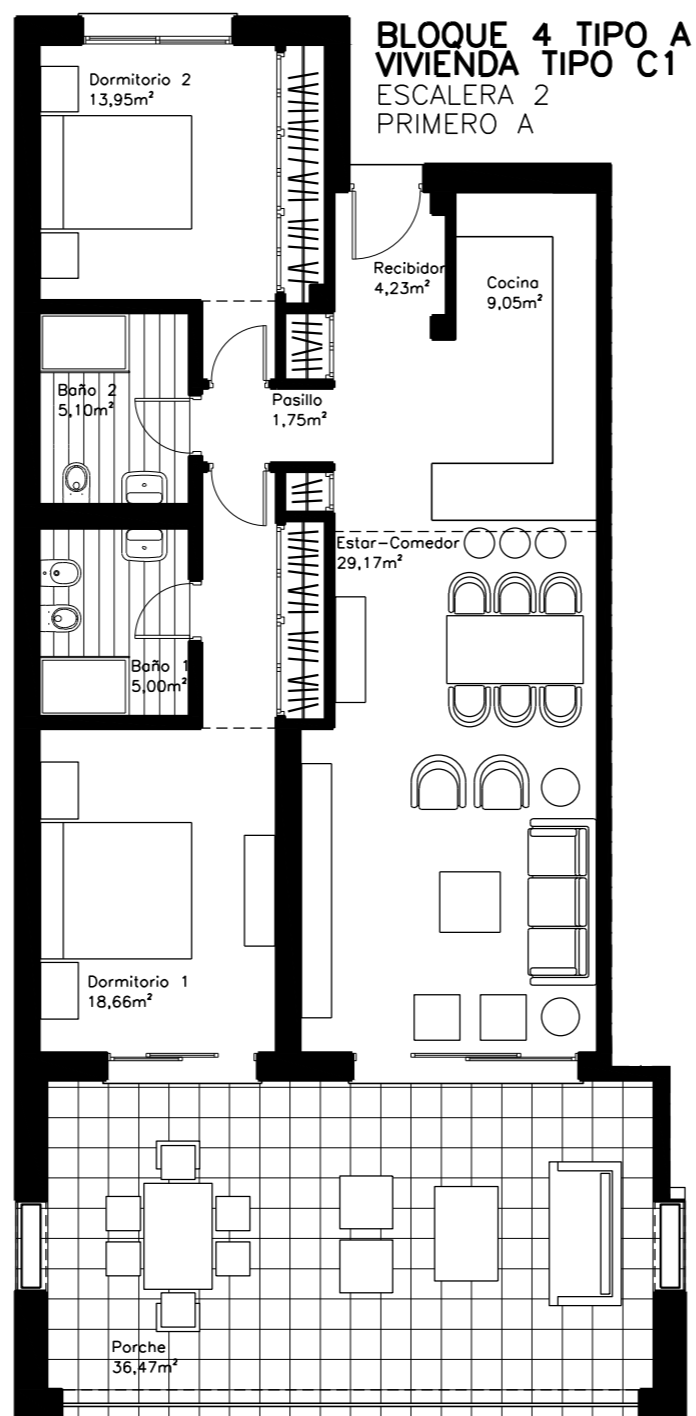 BLOQUE 4 TIPO A
VIVIENDA TIPO C1
ESCALERA 2
PRIMERO A
Dormitorio 2
13,95m²
Recibidor
4,23m²
Cocina
9,05m²
Baño 2
5,10m²
Pasillo
1,75m²
Estar-Comedor
29,17m²
Baño 1
5,00m²
Dormitorio 1
18,66m²
Porche
36,47m²